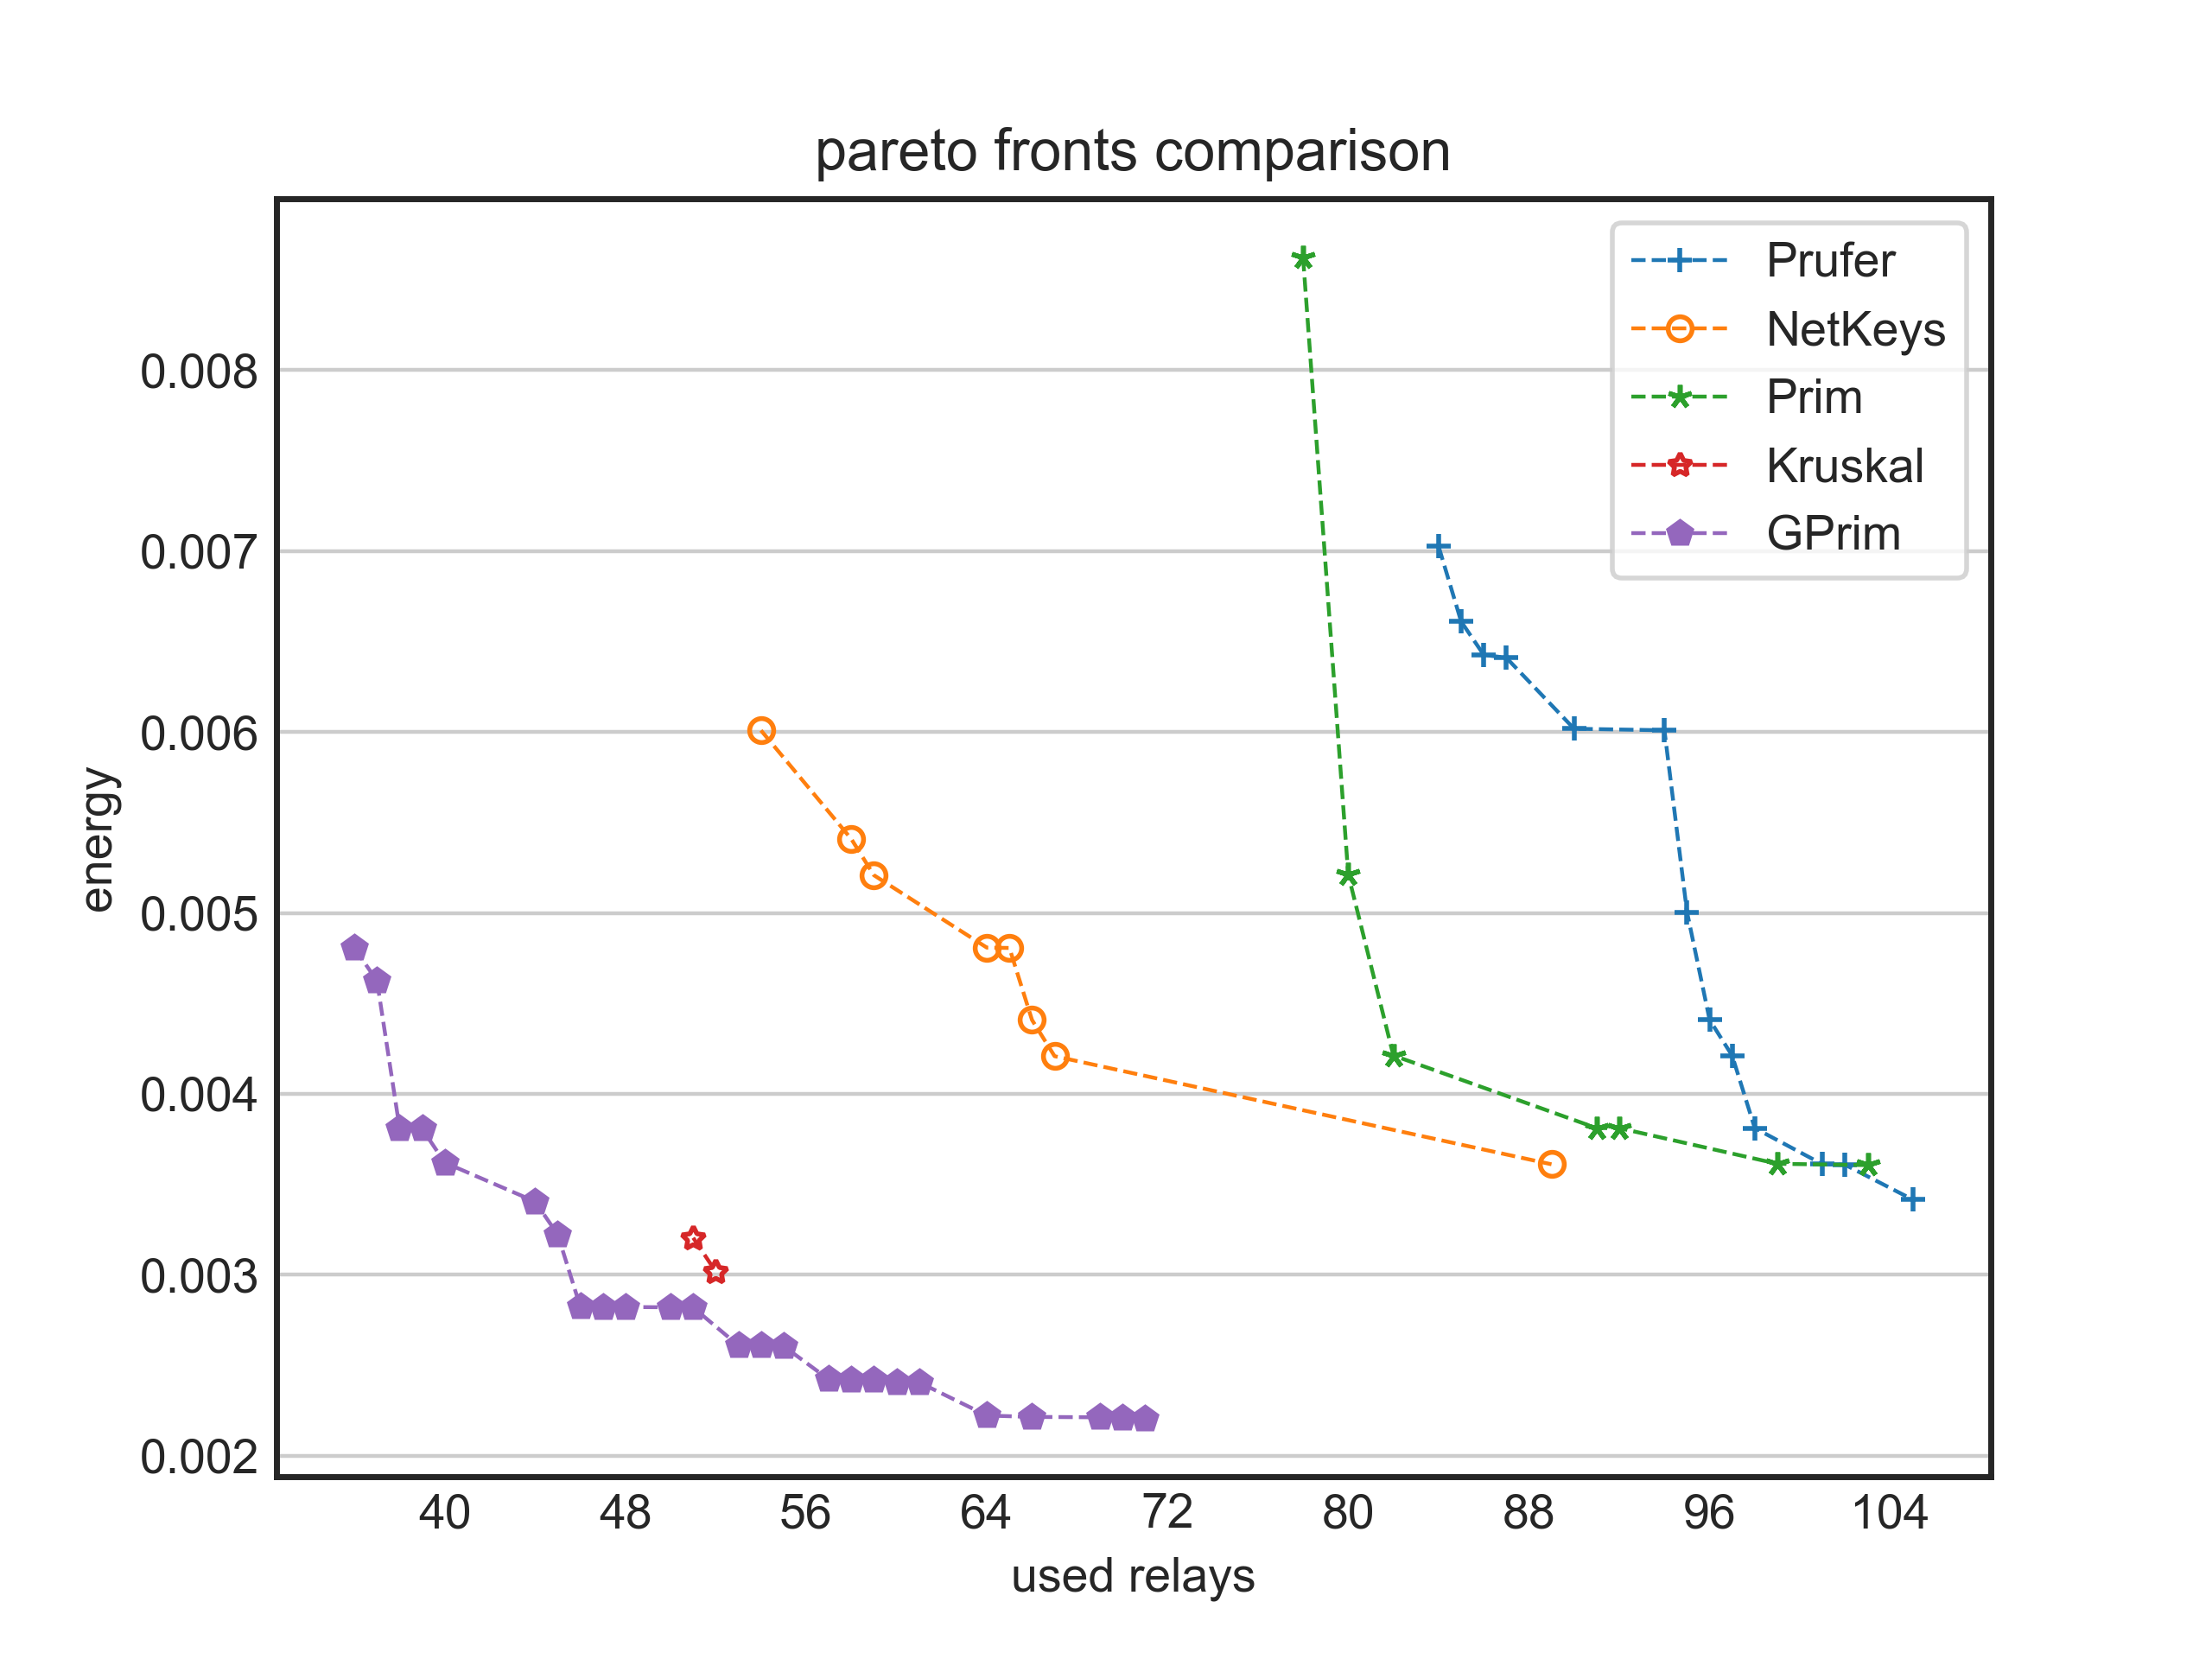 pareto fronts comparison
Prufer
NetKeys
Prim
Kruskal
GPrim
0.008
0.007
0.006
0.005
0.004
0.003
0.002
energy
40 48 56 64 72 80 88 96 104
used relays